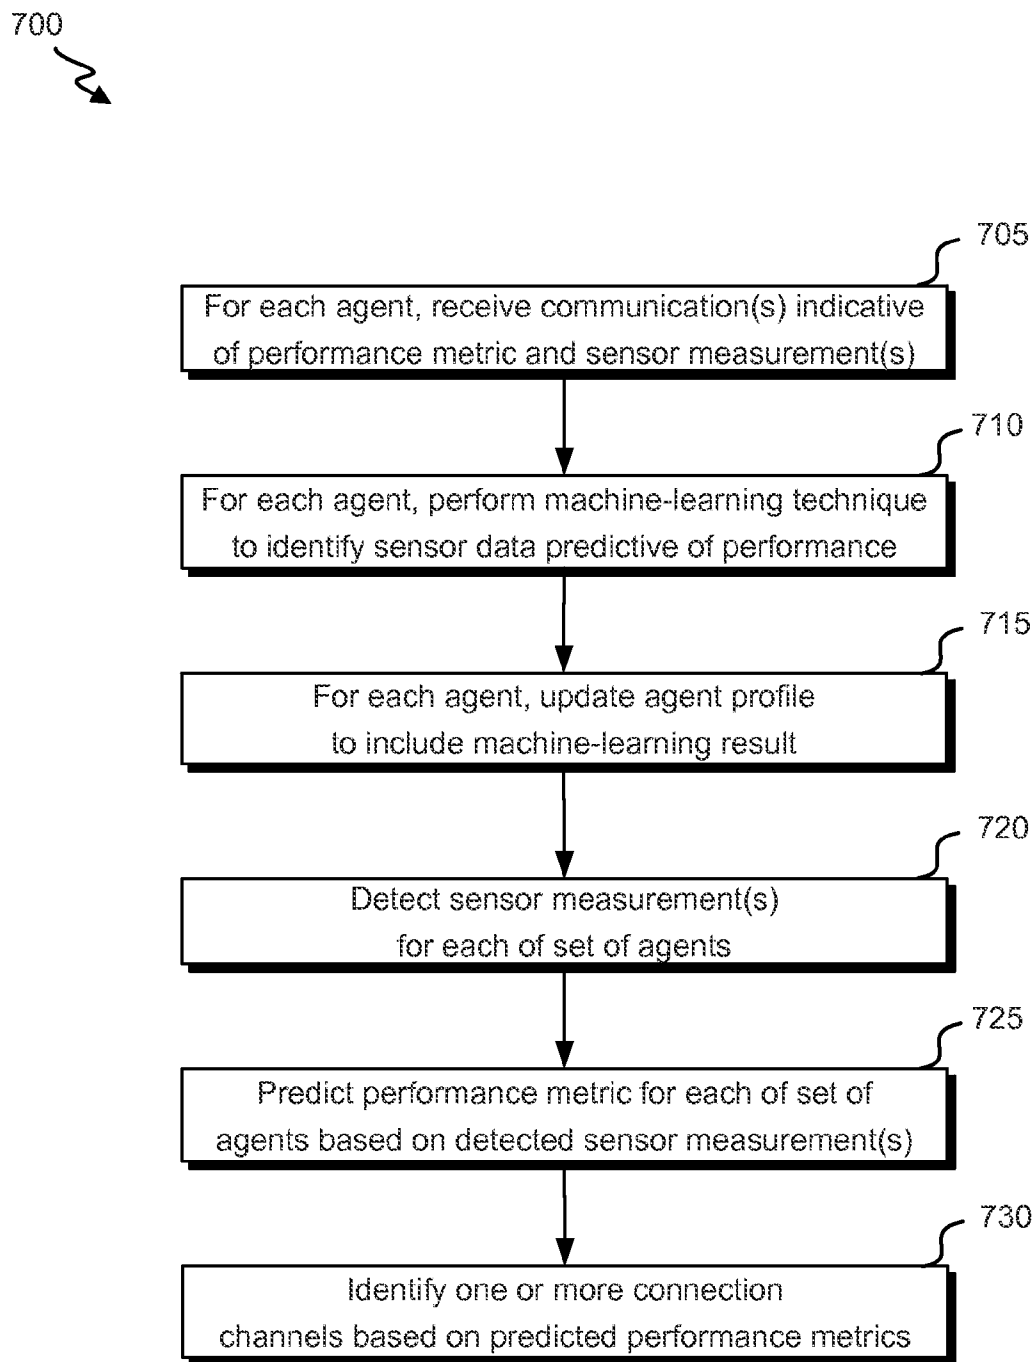 700
705
For each agent, receive communication(s) indicative
of performance metric and sensor measurement(s)
710
For each agent, perform machine-learning technique
to identify sensor data predictive of performance
715
For each agent, update agent profile
to include machine-learning result
720
Detect sensor measurement(s)
for each of set of agents
725
Predict performance metric for each of set of
agents based on detected sensor measurement(s)
730
Identify one or more connection
channels based on predicted performance metrics